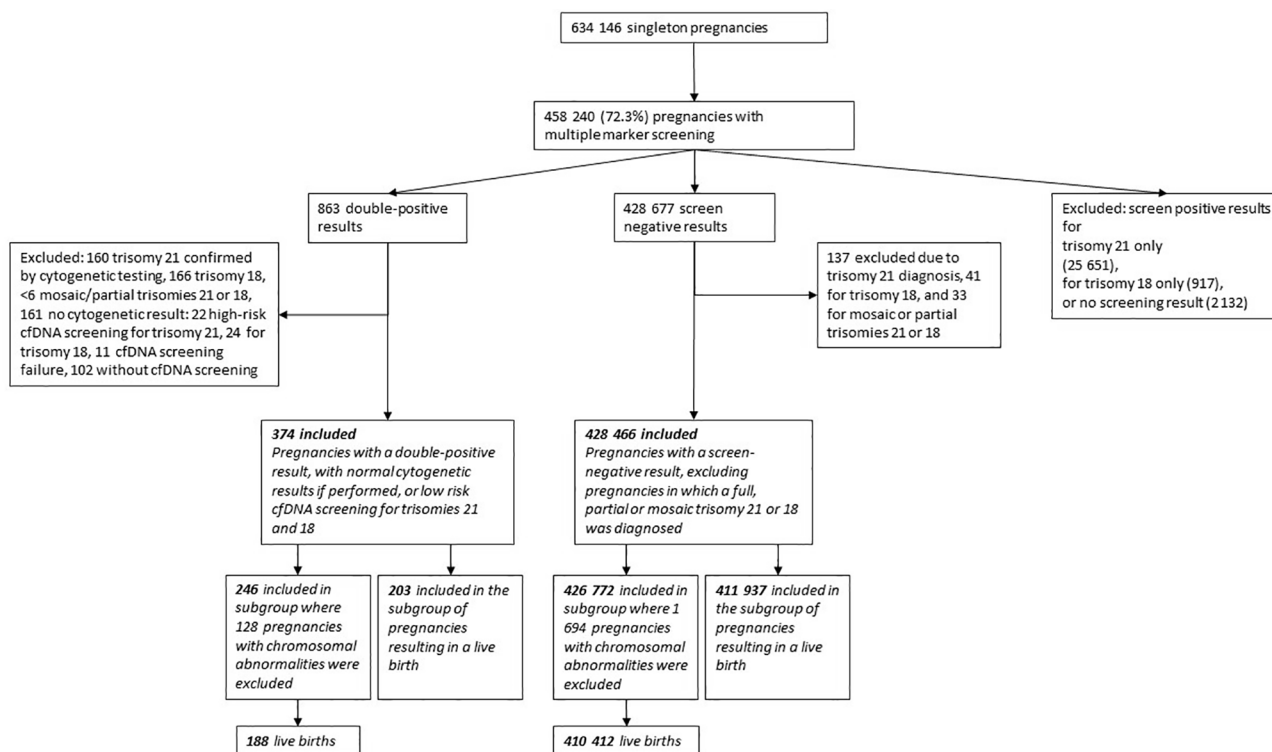 634 146 singleton pregnancies
458 240 (72.3%) pregnancies with
multiple marker screening
863 double-positive
results
428 677 screen
negative results
Excluded: screen positive results
for
trisomy 21 only
(25 651),
for trisomy 18 only (917),
or no screening result (2 132)
Excluded: 160 trisomy 21 confirmed
by cytogenetic testing, 166 trisomy 18,
<6 mosaic/partial trisomies 21 or 18,
161 no cytogenetic result: 22 high-risk
cfDNA screening for trisomy 21, 24 for
trisomy 18, 11 cfDNA screening
failure, 102 without cfDNA screening
137 excluded due to
trisomy 21 diagnosis, 41
for trisomy 18, and 33
for mosaic or partial
trisomies 21 or 18
374 included
Pregnancies with a double-positive
result, with normal cytogenetic
results if performed, or low risk
cfDNA screening for trisomies 21
and 18
428 466 included
Pregnancies with a screen-
negative result, excluding
pregnancies in which a full,
partial or mosaic trisomy 21 or 18
was diagnosed
246 included in
subgroup where
128 pregnancies
with chromosomal
abnormalities were
excluded
203 included in the
subgroup of
pregnancies
resulting in a live
birth
426 772 included in
subgroup where 1
694 pregnancies
with chromosomal
abnormalities were
excluded
411 937 included in
the subgroup of
pregnancies
resulting in a live
birth
188 live births
410 412 live births